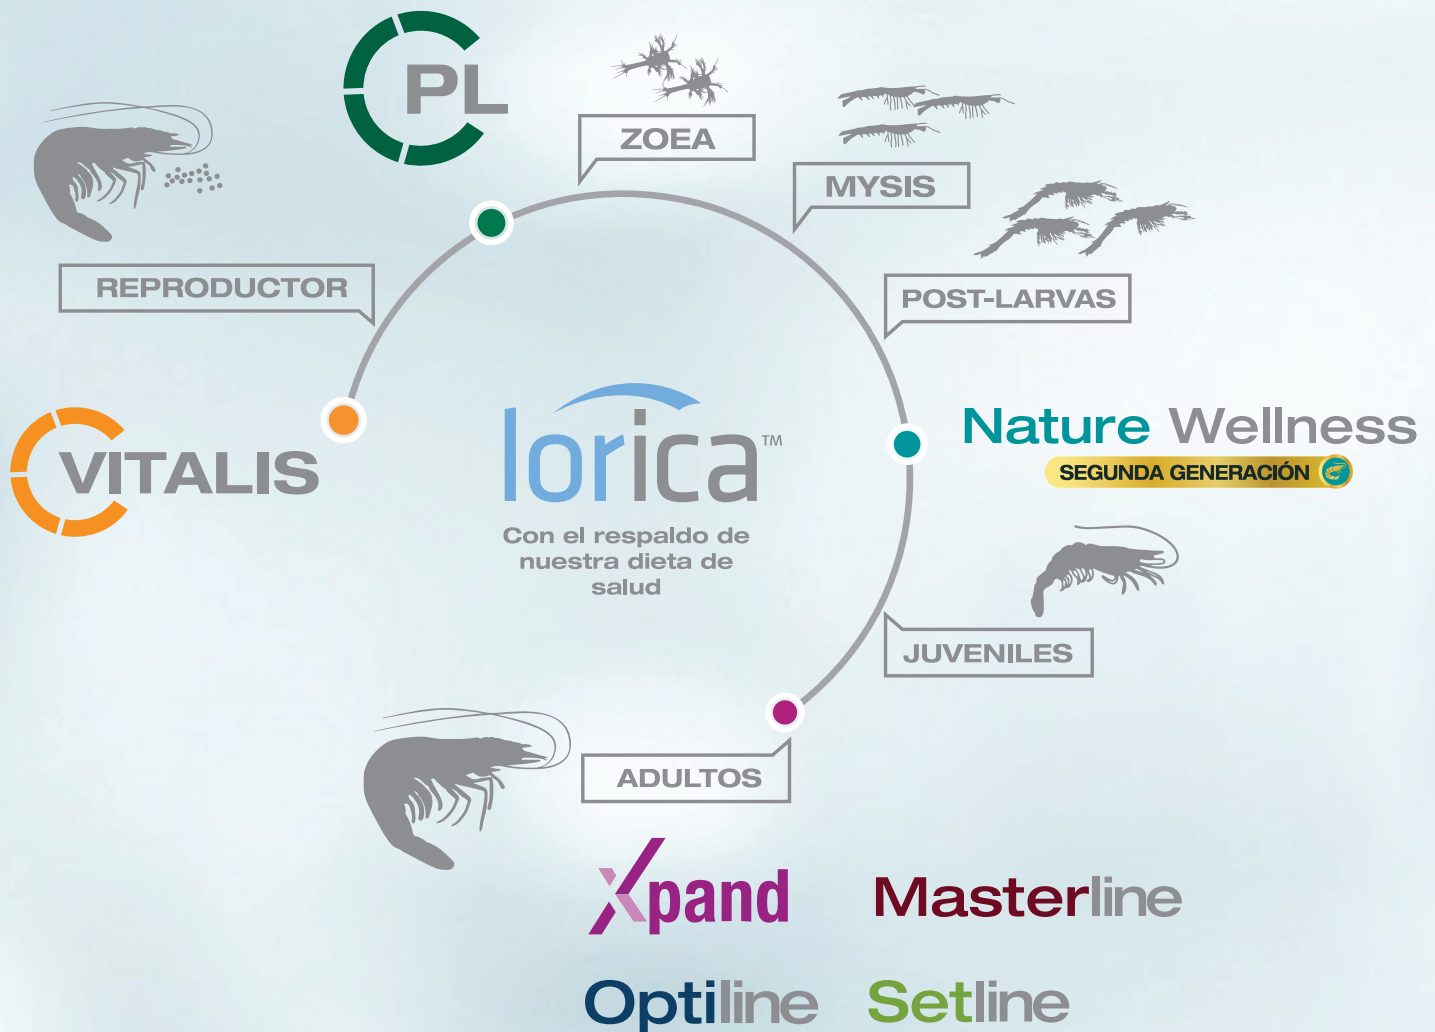 PL
ZOEA
MYSIS
REPRODUCTOR
POST-LARVAS
VITALIS
lorica™
Con el respaldo de
nuestra dieta de
salud
Nature Wellness
SEGUNDA GENERACIÓN
JUVENILES
ADULTOS
Xpand
Masterline
Optiline
Setline